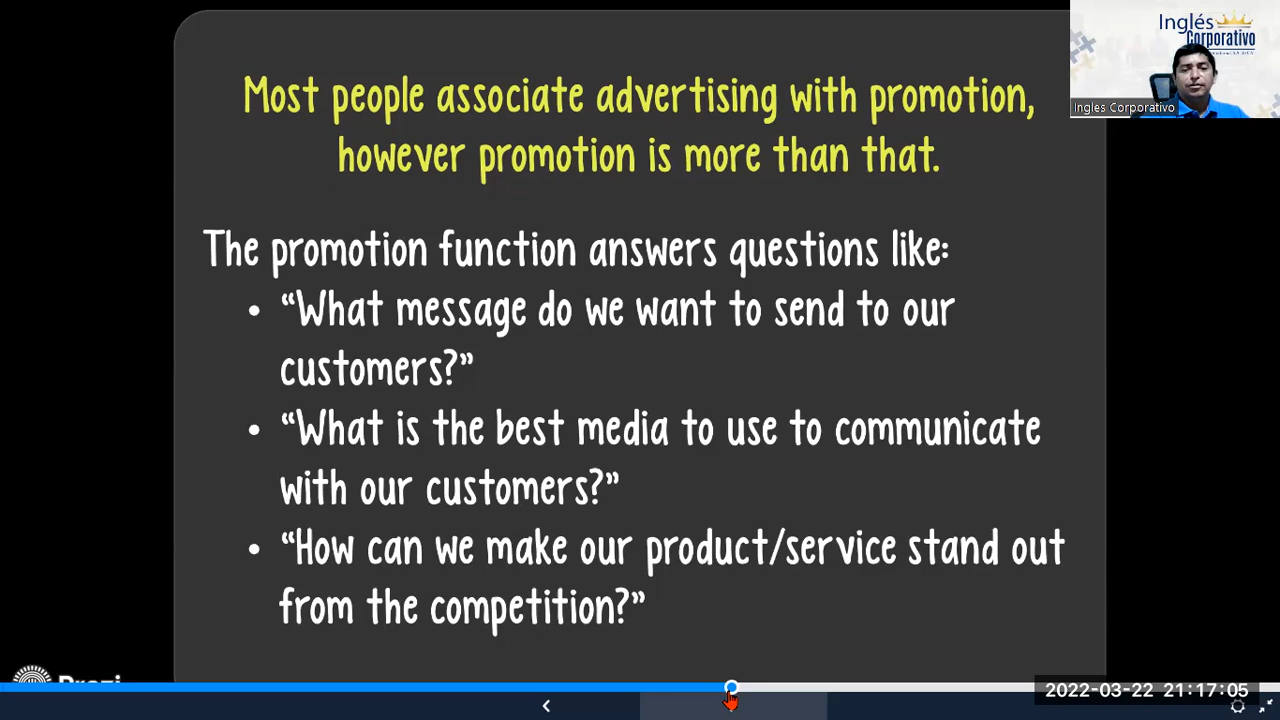 Most people associate advertising with promotion,
however promotion is more than that.
The promotion function answers questions like:
• “What message do we want to send to our
customers?”
• “What is the best media to use to communicate
with our customers?”
• “How can we make our product/service stand out
from the competition?”
Inglés
Corporativo
Ingles Corporativo
Prezi
2022-03-22 21:17:05